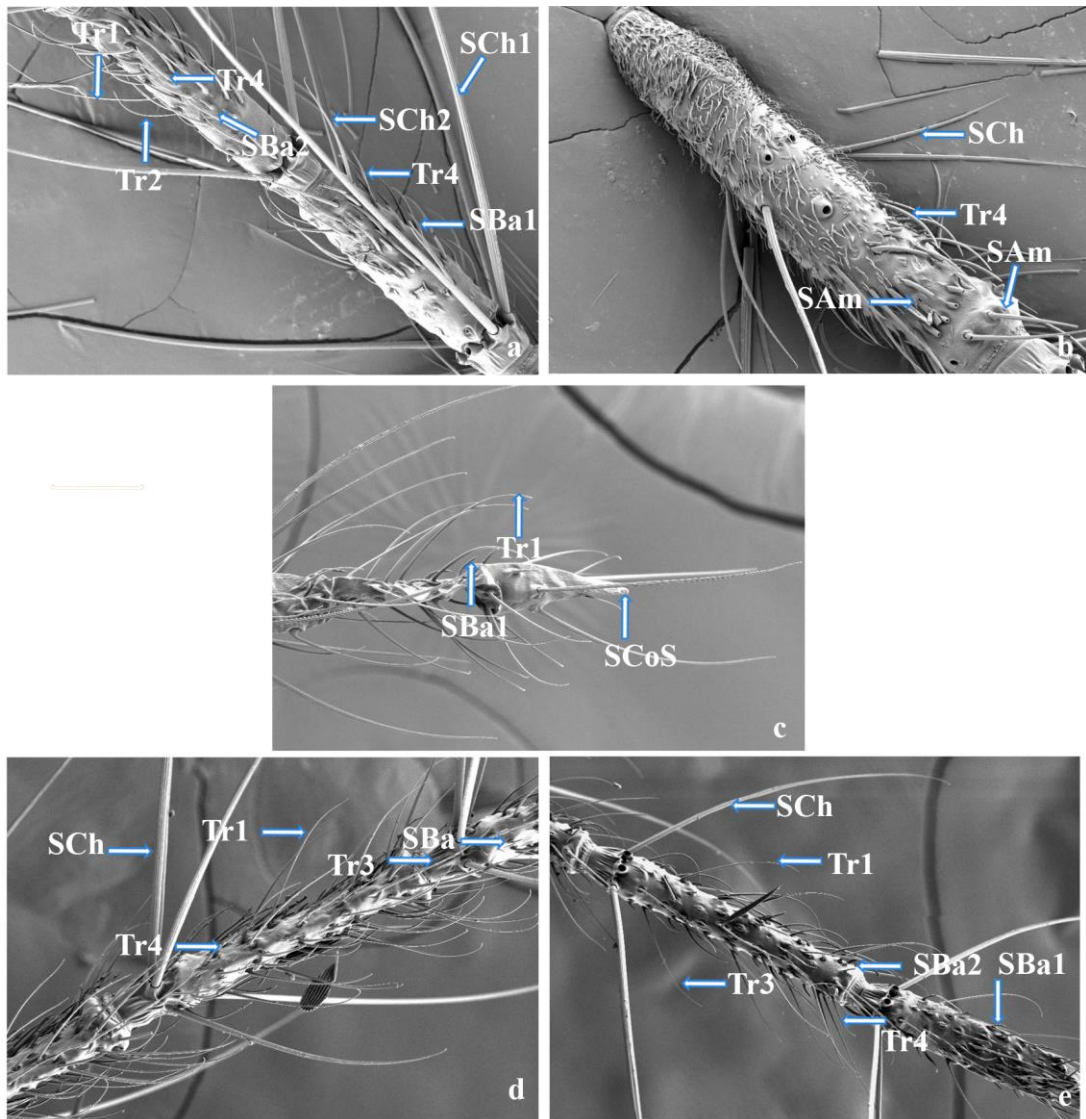 Tr1
SCh1
Tr4
SCh2
SBa2
Tr4
Tr2
SBa1
a
SCh
Tr4
SAm
SAm
b
Tr1
SBa1
SCoS
c
SCh
Tr1
SBa
Tr3
Tr4
d
SCh
Tr1
SBa2
SBa1
Tr3
Tr4
e